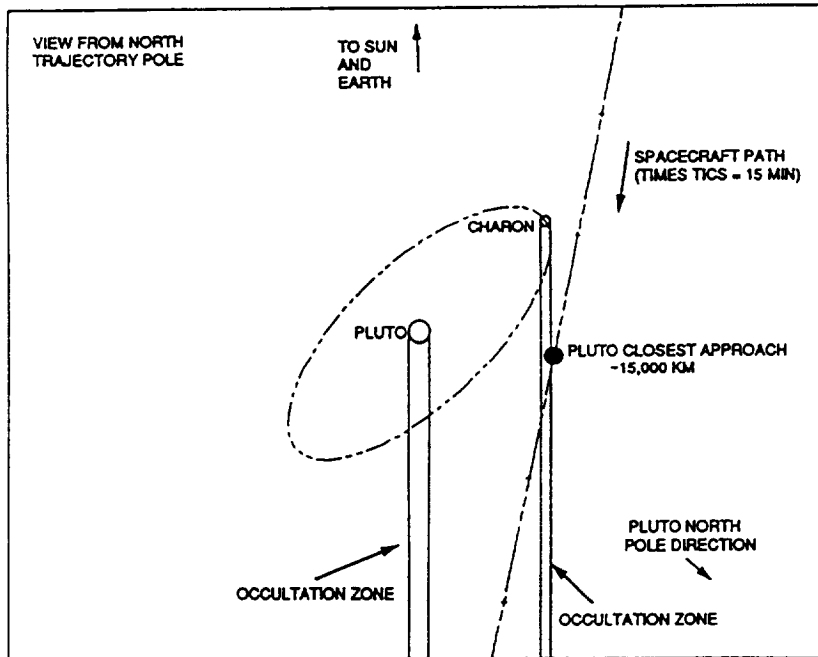 VIEW FROM NORTH
TRAJECTORY POLE
TO SUN
AND
EARTH
SPACECRAFT PATH
(TIMES TICS = 15 MIN)
CHARON
PLUTO
PLUTO CLOSEST APPROACH
~15,000 KM
PLUTO NORTH
POLE DIRECTION
OCCULTATION ZONE
OCCULTATION ZONE